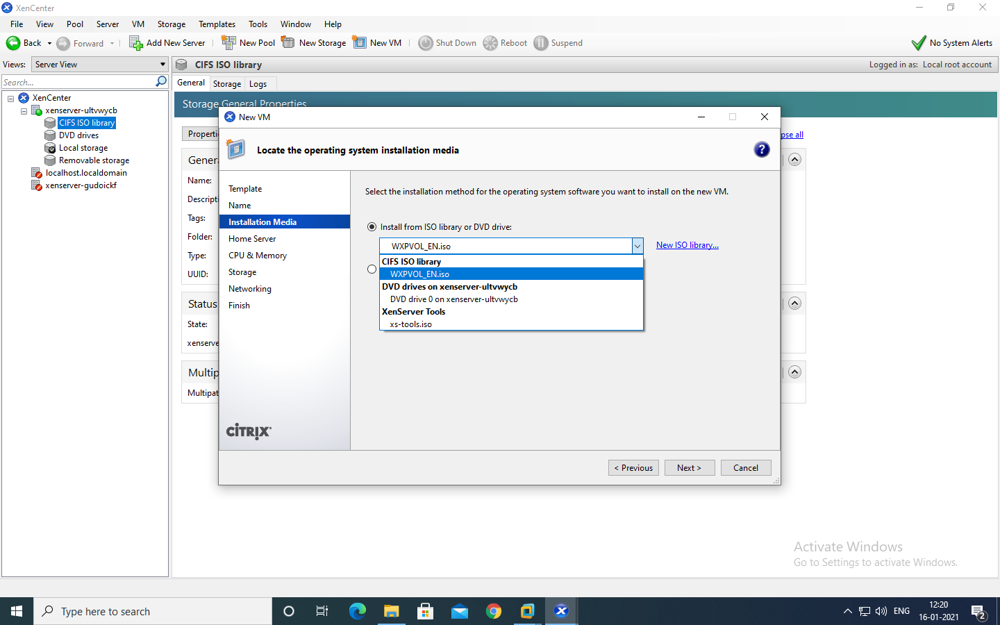 XenCenter
File View Pool Server VM Storage Templates Tools Window Help
Back Forward Add New Server New Pool New Storage New VM Shut Down Reboot Suspend No System Alerts
Views: Server View
CIFS ISO library
Logged in as: Local root account
Search...
General Storage Logs
XenCenter
xenserver-ultvwycb
CIFS ISO library
DVD drives
Local storage
Removable storage
localhost.localdomain
xenserver-gudoickf
Storage General Properties
Properti
pse all
Genera
Name:
Descripti
Tags:
Folder:
Type:
UUID:
Status
State:
xenserve
Multip
Multipat
New VM
Locate the operating system installation media
?
Template
Name
Installation Media
Home Server
CPU & Memory
Storage
Networking
Finish
CITRIX
Select the installation method for the operating system software you want to install on the new VM.
Install from ISO library or DVD drive:
WXPVOL_EN.iso
New ISO library...
CIFS ISO library
WXPVOL_EN.iso
DVD drives on xenserver-ultvwycb
DVD drive 0 on xenserver-ultvwycb
XenServer Tools
xs-tools.iso
< Previous Next > Cancel
Activate Windows
Go to Settings to activate Windows.
Type here to search
ENG
12:20
16-01-2021
2